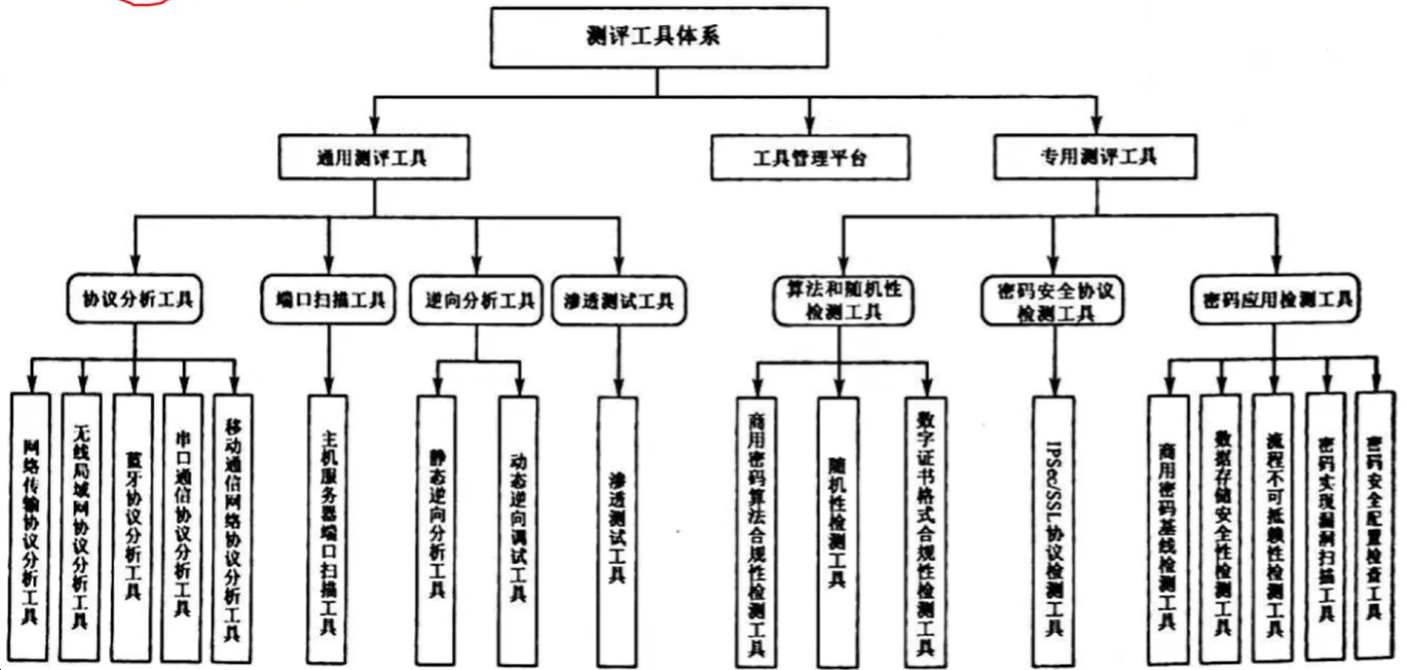 测评工具体系
通用测评工具
工具管理平台
专用测评工具
协议分析工具
端口扫描工具
逆向分析工具
渗透测试工具
算法和随机性
检测工具
密码安全协议
检测工具
密码应用检测工具
网络传输协议分析工具
无线局域网协议分析工具
蓝牙协议分析工具
串口通信协议分析工具
移动通信网络协议分析工具
主机服务器端口扫描工具
静态逆向分析工具
动态逆向调试工具
渗透测试工具
商用密码算法合规性检测工具
随机性检测工具
数字证书格式合规性检测工具
IPSec/SSL协议检测工具
商用密码基线检测工具
数据存储安全性检测工具
流程不可抵赖性检测工具
密码实现漏洞扫描工具
密码安全配置检查工具